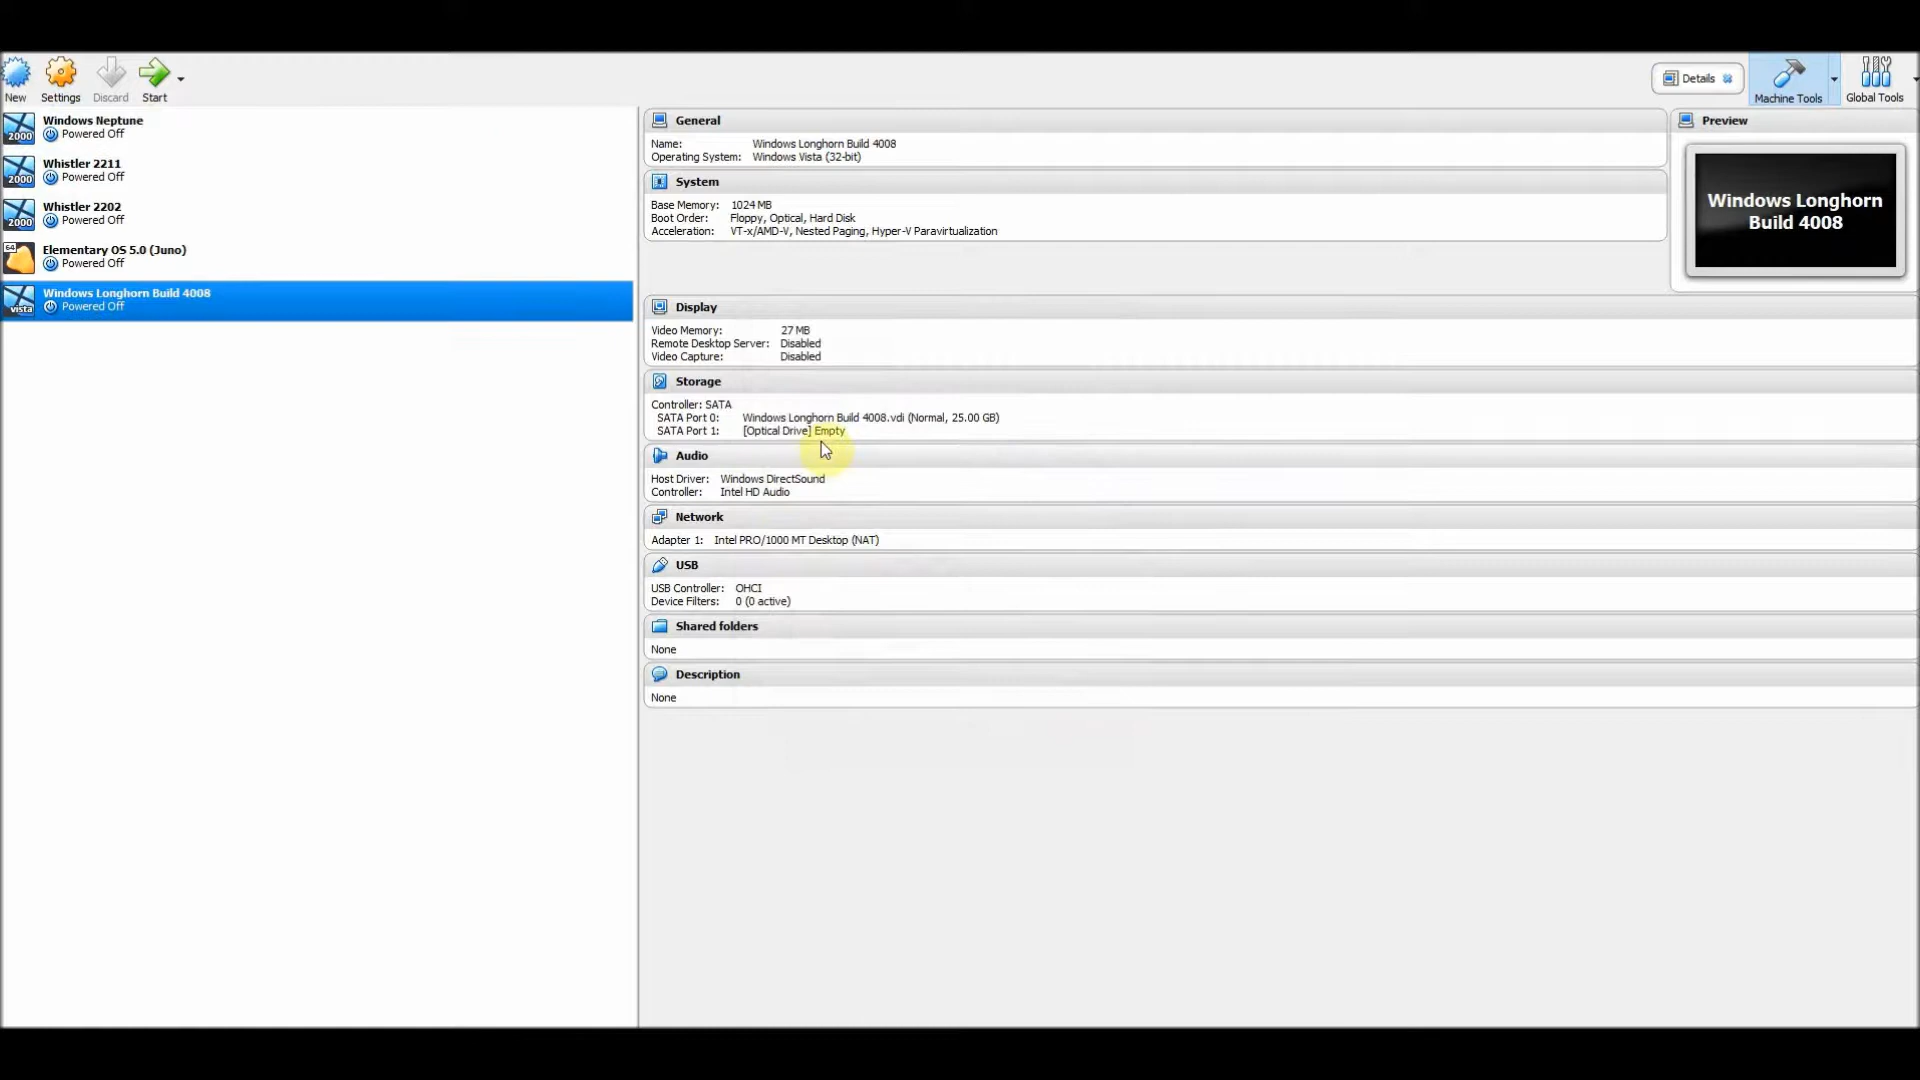 New Settings Discard Start
Details Machine Tools Global Tools
2000 Windows Neptune
Powered Off
2000 Whistler 2211
Powered Off
2000 Whistler 2202
Powered Off
64 Elementary OS 5.0 (Juno)
Powered Off
vista Windows Longhorn Build 4008
Powered Off
General
Name: Windows Longhorn Build 4008
Operating System: Windows Vista (32-bit)
System
Base Memory: 1024 MB
Boot Order: Floppy, Optical, Hard Disk
Acceleration: VT-x/AMD-V, Nested Paging, Hyper-V Paravirtualization
Preview
Windows Longhorn
Build 4008
Display
Video Memory: 27 MB
Remote Desktop Server: Disabled
Video Capture: Disabled
Storage
Controller: SATA
SATA Port 0: Windows Longhorn Build 4008.vdi (Normal, 25.00 GB)
SATA Port 1: [Optical Drive] Empty
Audio
Host Driver: Windows DirectSound
Controller: Intel HD Audio
Network
Adapter 1: Intel PRO/1000 MT Desktop (NAT)
USB
USB Controller: OHCI
Device Filters: 0 (0 active)
Shared folders
None
Description
None